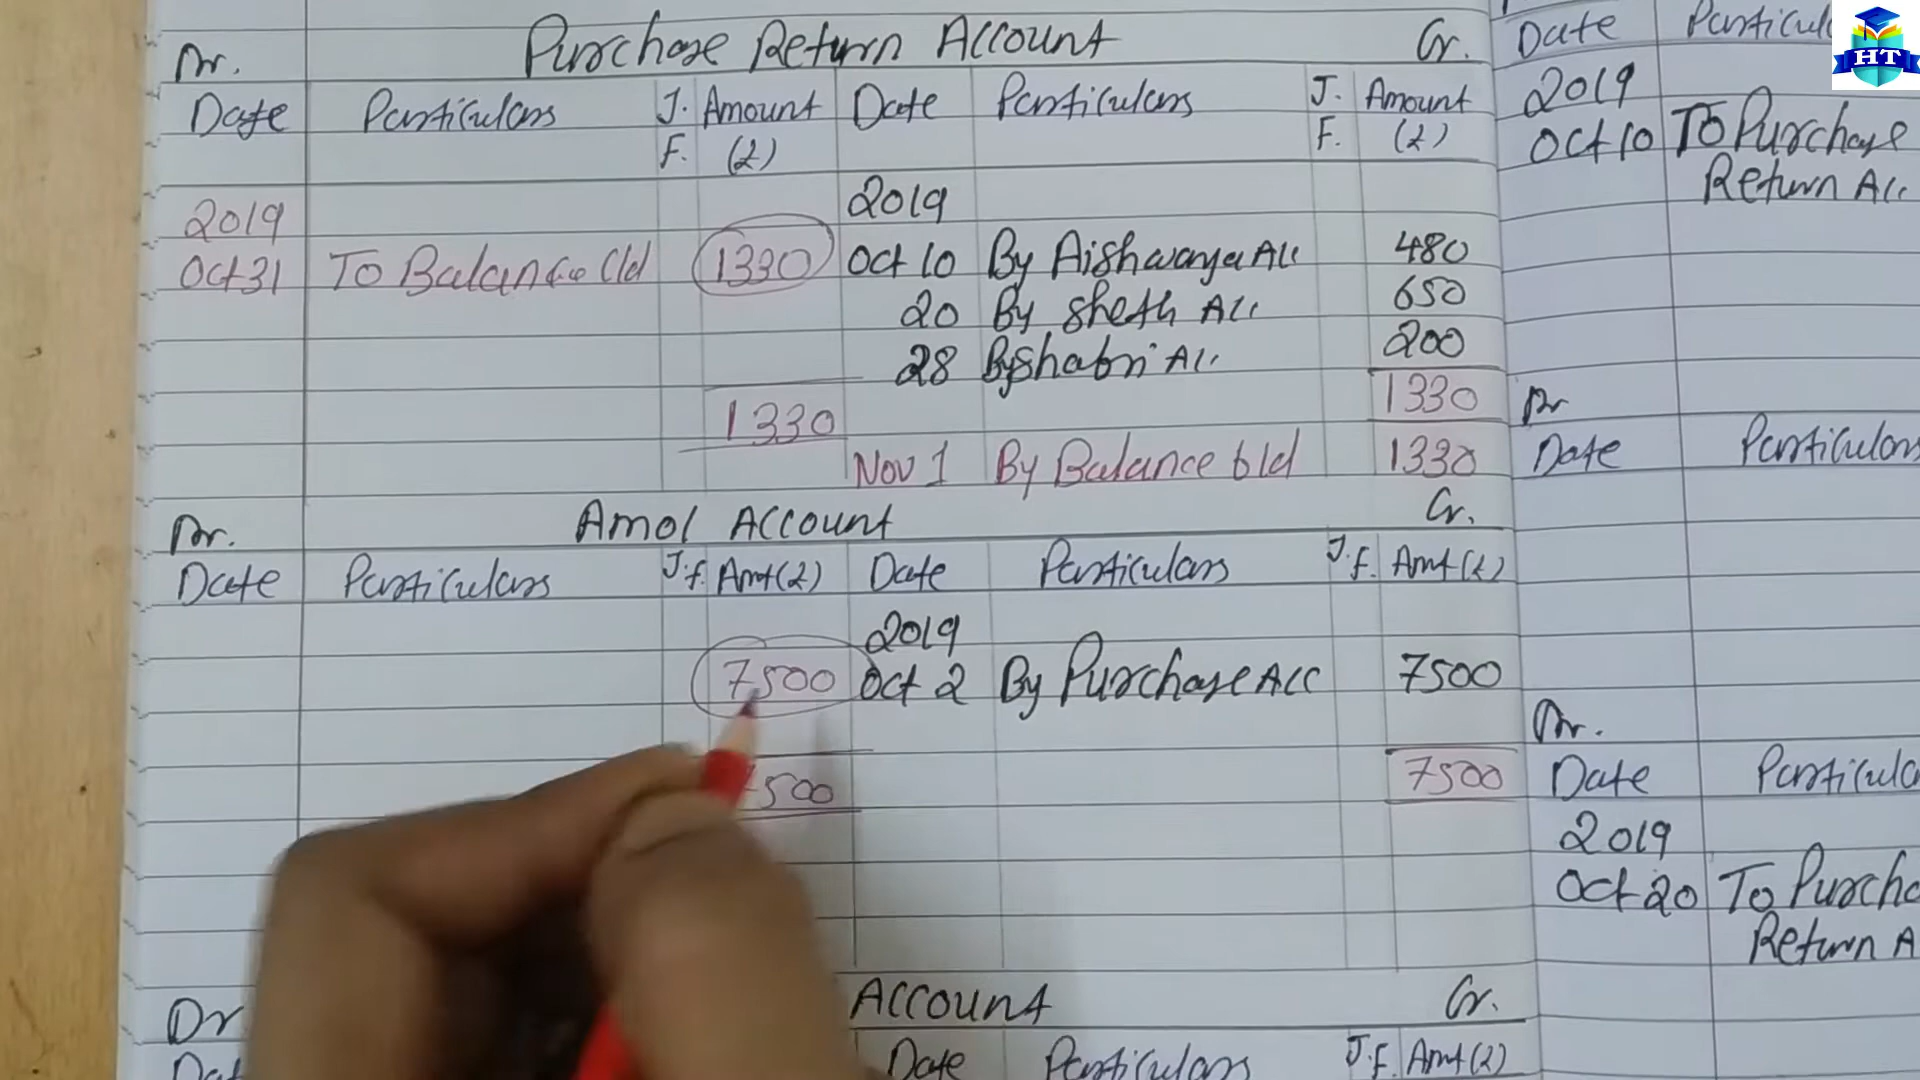 Purchase Return Account
Dr. Cr.
Date Particulars J. F. Amount (₹) Date Particulars J. F. Amount (₹)
2019 2019
Oct 31 To Balance C/d 1330 Oct 10 By Aishwarya A/c 480
20 By Sheth A/c 650
28 By Shabri A/c 200
1330 1330
Nov 1 By Balance b/d 1330
Amol Account
Dr. Cr.
Date Particulars J.f. Amt(₹) Date Particulars J.f. Amt(₹)
2019
7500 Oct 2 By Purchase A/c 7500
500 7500
Dr Account Cr.
Date Particulars J.f. Amt(₹)
Date Particul
2019
Oct 10 To Purchase
Return A/c
Dr
Date Particulars
Dr.
Date Particula
2019
Oct 20 To Purcha
Return A
HT